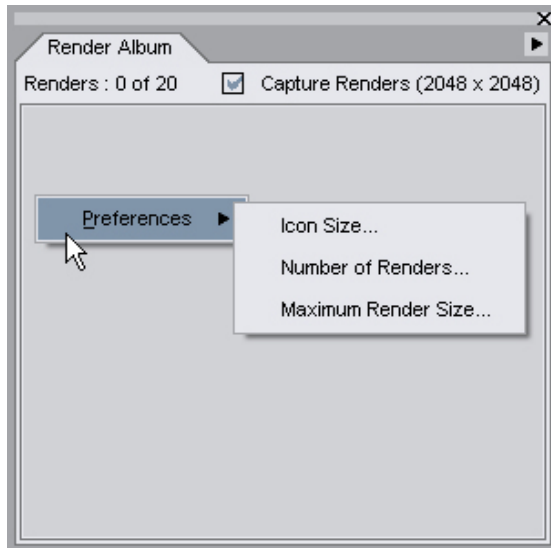 Render Album
Renders : 0 of 20 Capture Renders (2048 x 2048)
Preferences
Icon Size...
Number of Renders...
Maximum Render Size...